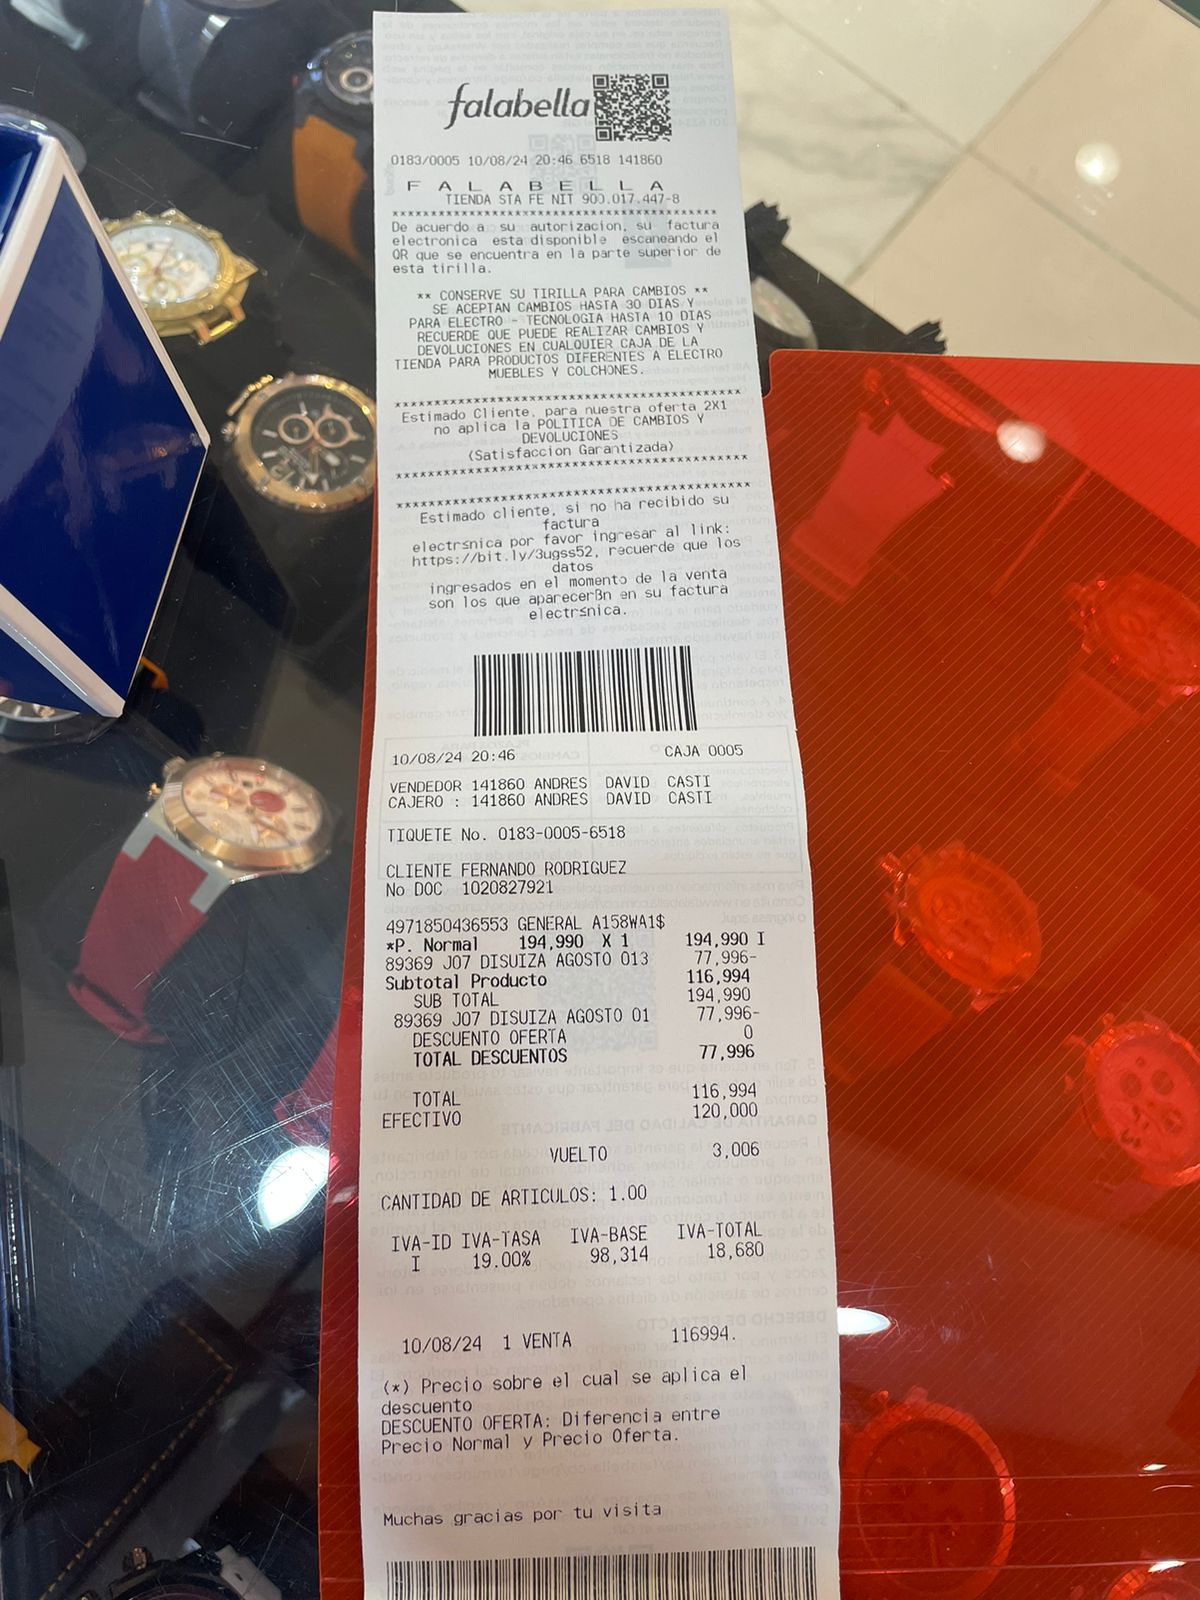 falabella
0183/0005 10/08/24 20:46 6518 141860
F A L A B E L L A
TIENDA STA FE NIT 900.017.447-8
De acuerdo a su autorizacion, su factura
electronica esta disponible escaneando el
QR que se encuentra en la parte superior de
esta tirilla.
** CONSERVE SU TIRILLA PARA CAMBIOS **
SE ACEPTAN CAMBIOS HASTA 30 DIAS Y
PARA ELECTRO - TECNOLOGIA HASTA 10 DIAS
RECUERDE QUE PUEDE REALIZAR CAMBIOS Y
DEVOLUCIONES EN CUALQUIER CAJA DE LA
TIENDA PARA PRODUCTOS DIFERENTES A ELECTRO
MUEBLES Y COLCHONES.
Estimado Cliente, para nuestra oferta 2X1
no aplica la POLITICA DE CAMBIOS Y
DEVOLUCIONES
(Satisfaccion Garantizada)
Estimado cliente, si no ha recibido su
factura
electr≤nica por favor ingresar al link:
https://bit.ly/3ugss52, recuerde que los
datos
ingresados en el momento de la venta
son los que aparecerßn en su factura
electr≤nica.
10/08/24 20:46 CAJA 0005
VENDEDOR 141860 ANDRES DAVID CASTI
CAJERO : 141860 ANDRES DAVID CASTI
TIQUETE No. 0183-0005-6518
CLIENTE FERNANDO RODRIGUEZ
No DOC 1020827921
4971850436553 GENERAL A158WA1$
*P. Normal 194,990 X 1 194,990 I
89369 J07 DISUIZA AGOSTO 013 77,996-
Subtotal Producto 116,994
SUB TOTAL 194,990
89369 J07 DISUIZA AGOSTO 01 77,996-
DESCUENTO OFERTA 0
TOTAL DESCUENTOS 77,996
TOTAL 116,994
EFECTIVO 120,000
VUELTO 3,006
CANTIDAD DE ARTICULOS: 1.00
IVA-ID IVA-TASA IVA-BASE IVA-TOTAL
I 19.00% 98,314 18,680
10/08/24 1 VENTA 116994.
(*) Precio sobre el cual se aplica el
descuento
DESCUENTO OFERTA: Diferencia entre
Precio Normal y Precio Oferta.
Muchas gracias por tu visita